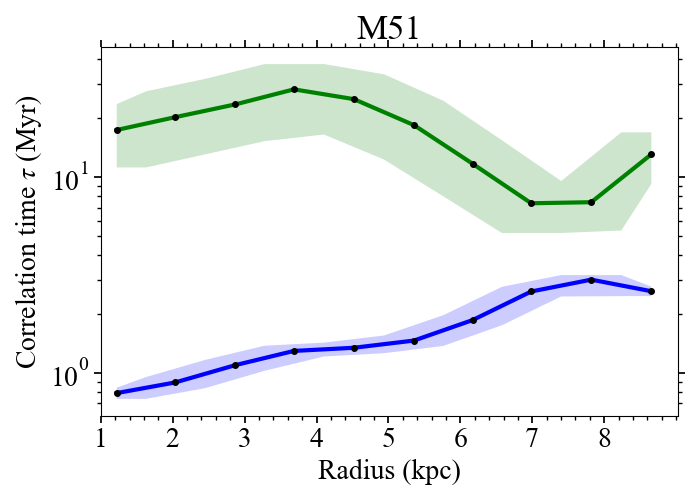 M51
Correlation time τ (Myr)
10¹
10⁰
1 2 3 4 5 6 7 8
Radius (kpc)